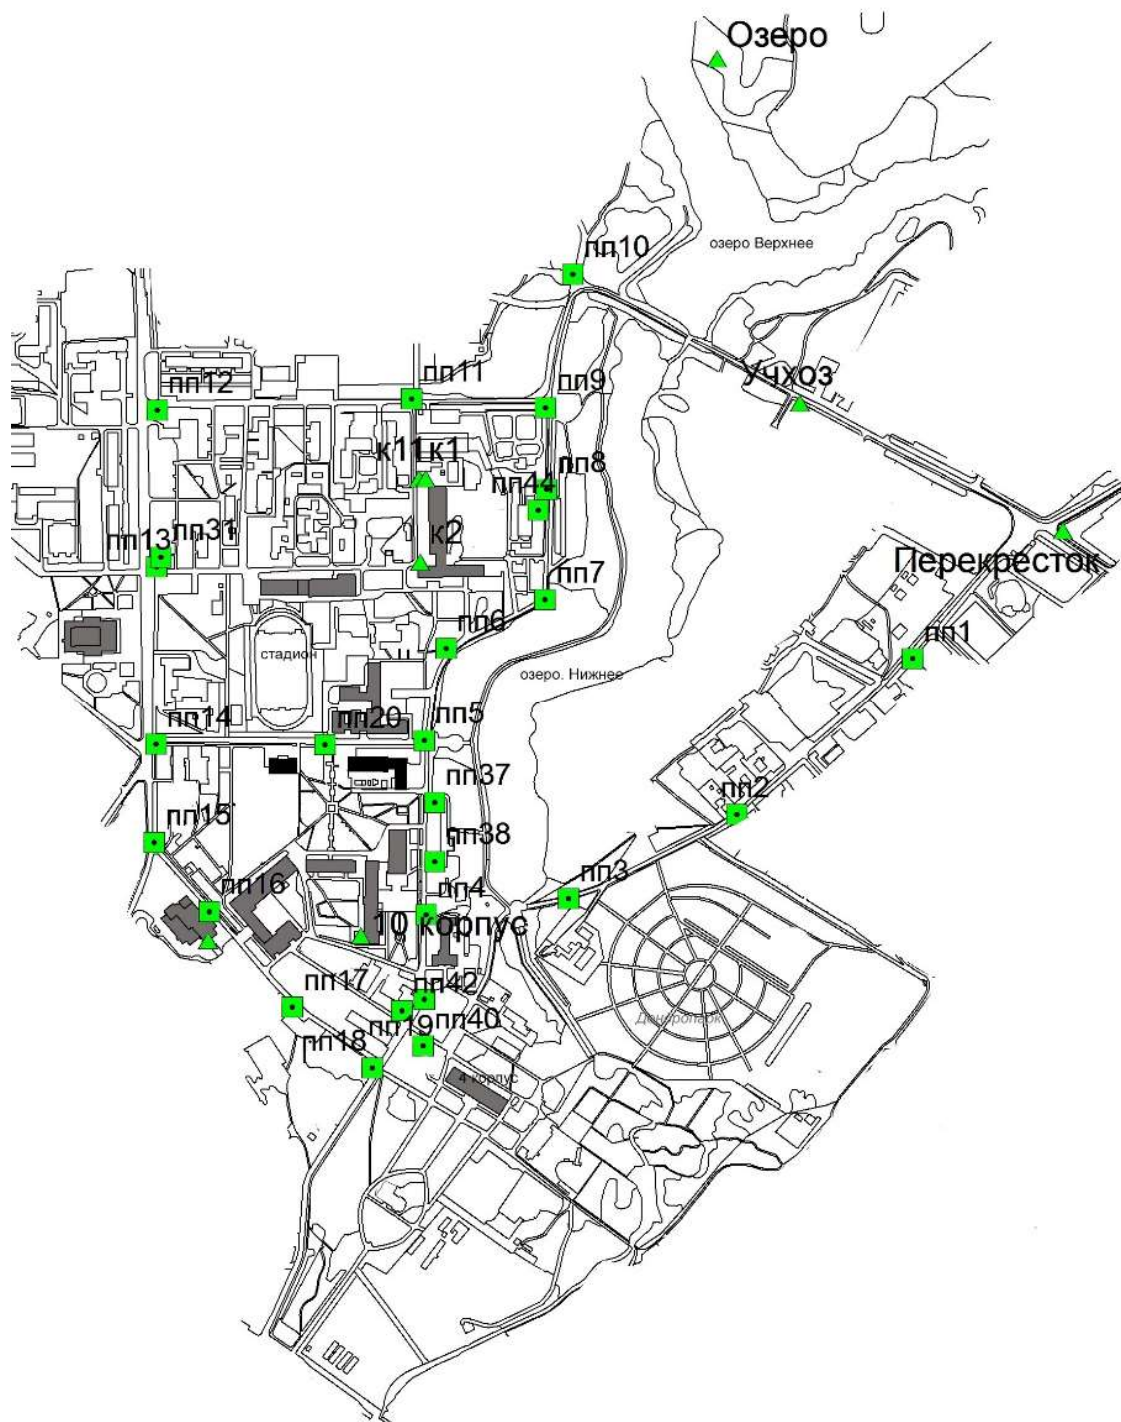 Озеро
озеро Верхнее
пп10
Учхоз
пп11
пп9
пп12
к11
к1
пп8
пп44
к2
пп31
пп13
Перекресток
пп7
пп6
пп1
стадион
озеро. Нижнее
пп5
пп20
пп14
пп37
пп2
пп15
пп38
пп3
пп4
пп16
10 корпус
пп17
пп42
пп19
пп40
пп18
Дендропарк
4 корпус